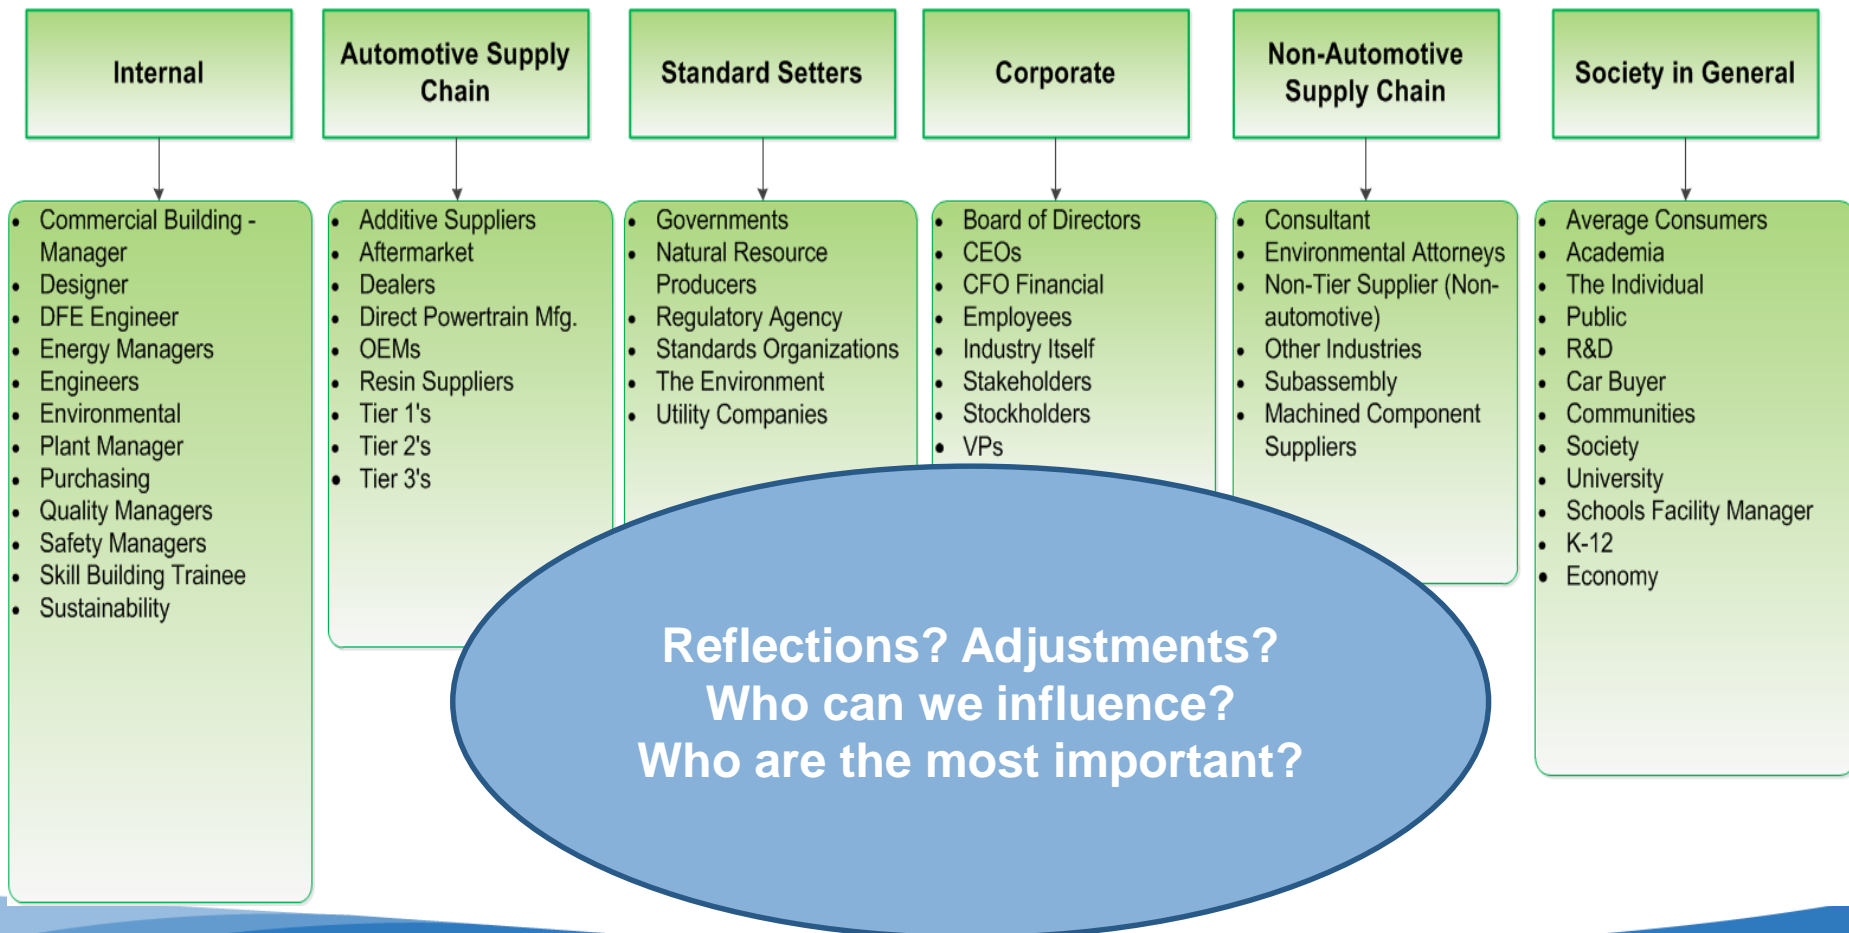 Internal
• Commercial Building -
Manager
• Designer
• DFE Engineer
• Energy Managers
• Engineers
• Environmental
• Plant Manager
• Purchasing
• Quality Managers
• Safety Managers
• Skill Building Trainee
• Sustainability
Automotive Supply
Chain
• Additive Suppliers
• Aftermarket
• Dealers
• Direct Powertrain Mfg.
• OEMs
• Resin Suppliers
• Tier 1's
• Tier 2's
• Tier 3's
Standard Setters
• Governments
• Natural Resource
Producers
• Regulatory Agency
• Standards Organizations
• The Environment
• Utility Companies
Corporate
• Board of Directors
• CEOs
• CFO Financial
• Employees
• Industry Itself
• Stakeholders
• Stockholders
• VPs
Non-Automotive
Supply Chain
• Consultant
• Environmental Attorneys
• Non-Tier Supplier (Non-
automotive)
• Other Industries
• Subassembly
• Machined Component
Suppliers
Society in General
• Average Consumers
• Academia
• The Individual
• Public
• R&D
• Car Buyer
• Communities
• Society
• University
• Schools Facility Manager
• K-12
• Economy
Reflections? Adjustments?
Who can we influence?
Who are the most important?